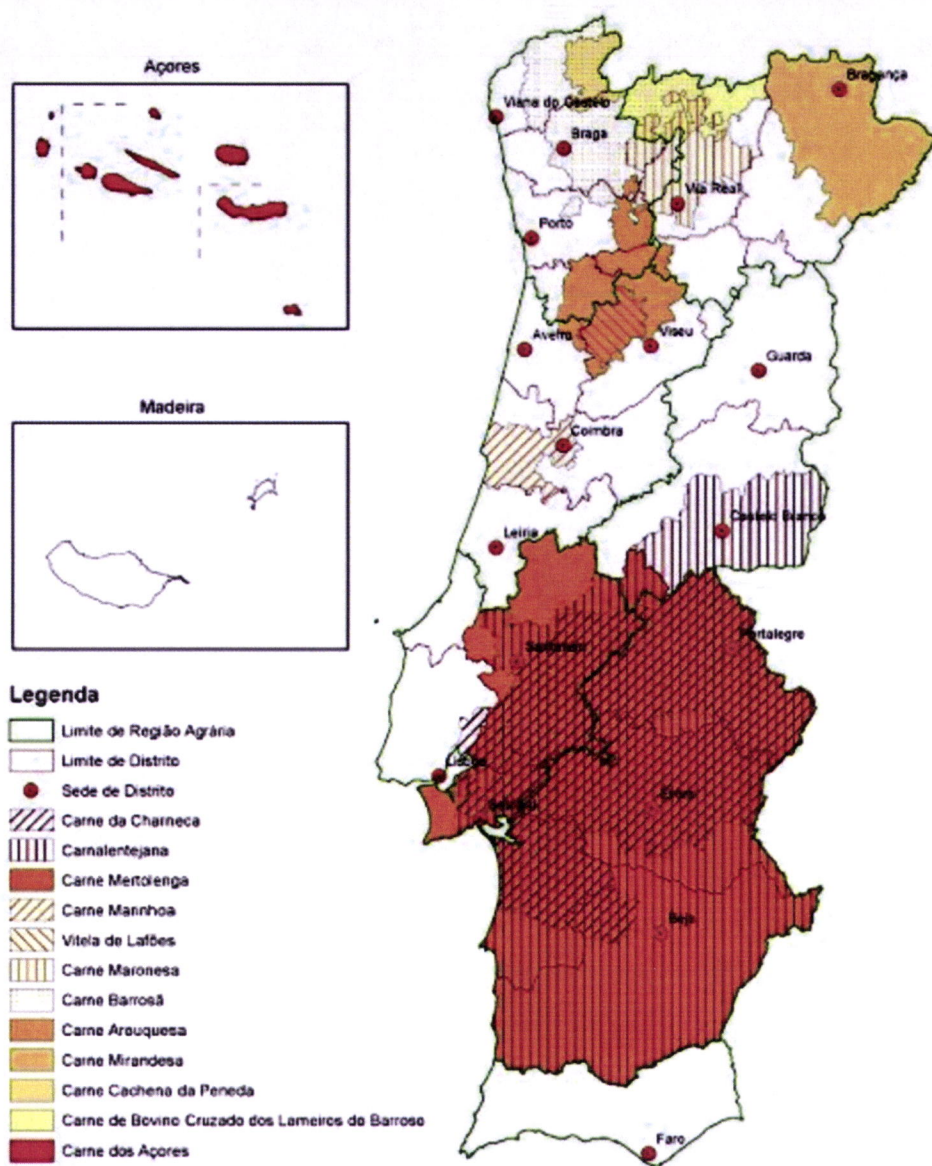 Açores
Madeira
Viana do Castelo
Bragança
Braga
Vila Real
Porto
Aveiro
Viseu
Guarda
Coimbra
Castelo Branco
Leiria
Santarém
Portalegre
Lisboa
Setúbal
Évora
Beja
Faro
Legenda
Limite de Região Agrária
Limite de Distrito
Sede de Distrito
Carne da Charneca
Carnalentejana
Carne Mertolenga
Carne Marinhoa
Vitela de Lafões
Carne Maronesa
Carne Barrosã
Carne Arouquesa
Carne Mirandesa
Carne Cachena da Peneda
Carne de Bovino Cruzado dos Lameiros do Barroso
Carne dos Açores